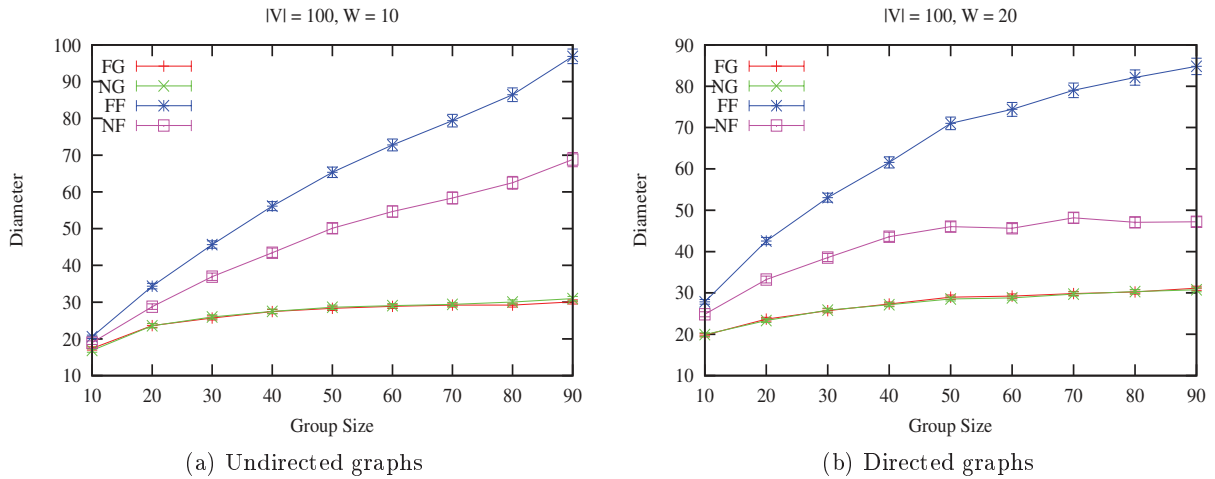 |V| = 100, W = 10
100
90
80
70
60
50
40
30
20
10
Diameter
FG
NG
FF
NF
10 20 30 40 50 60 70 80 90
Group Size
(a) Undirected graphs
|V| = 100, W = 20
90
80
70
60
50
40
30
20
10
Diameter
FG
NG
FF
NF
10 20 30 40 50 60 70 80 90
Group Size
(b) Directed graphs